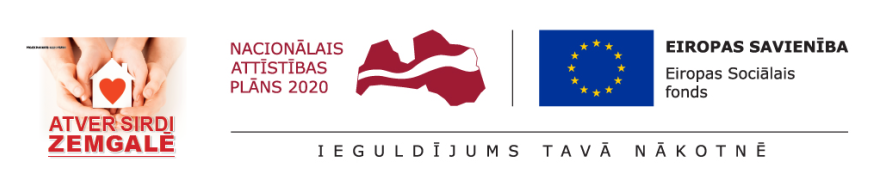 ATVER SIRDI
ZEMGALĒ
NACIONĀLAIS
ATTĪSTĪBAS
PLĀNS 2020
EIROPAS SAVIENĪBA
Eiropas Sociālais
fonds
IEGULDĪJUMS TAVĀ NĀKOTNĒ